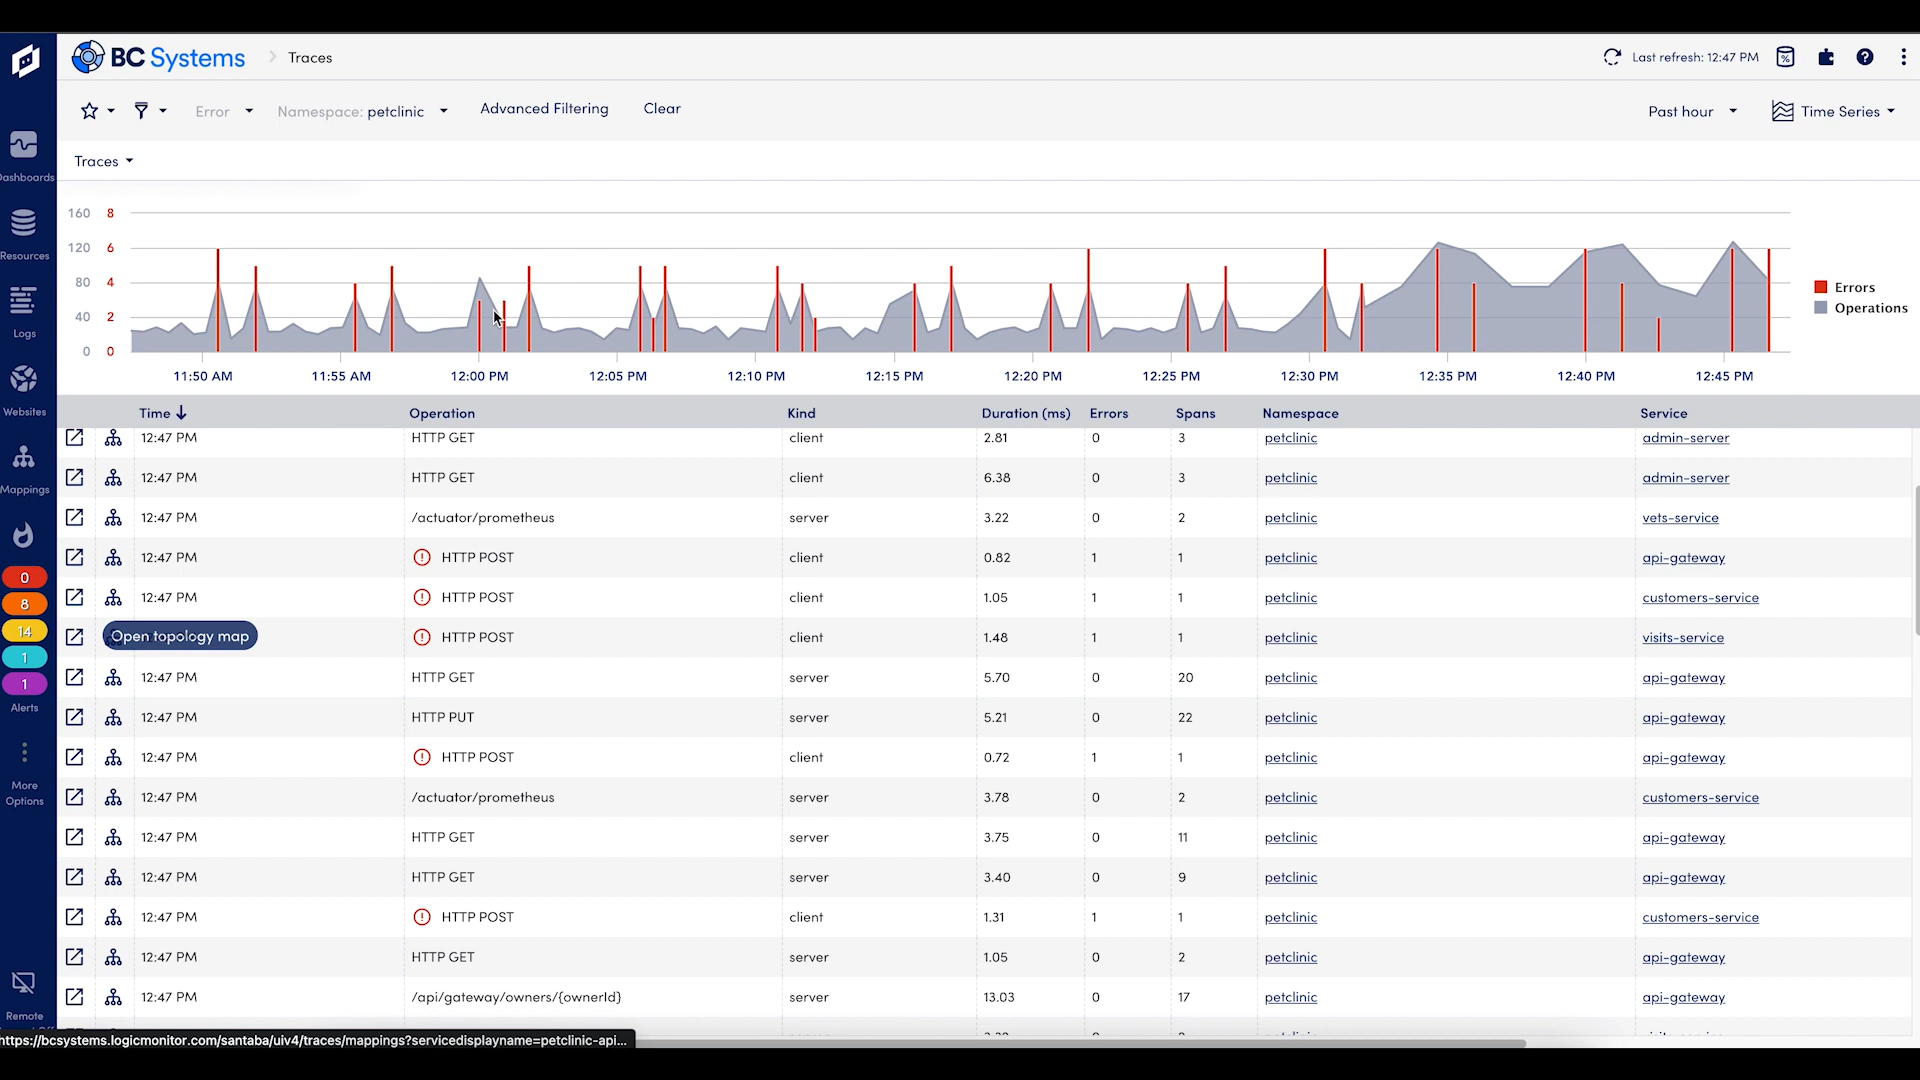 BC Systems
Traces
Last refresh: 12:47 PM
Error
Namespace: petclinic
Advanced Filtering
Clear
Past hour
Time Series
Traces
Dashboards
Resources
Logs
Websites
Mappings
0
8
14
1
1
Alerts
More
Options
Remote
160 8
120 6
80 4
40 2
0 0
11:50 AM 11:55 AM 12:00 PM 12:05 PM 12:10 PM 12:15 PM 12:20 PM 12:25 PM 12:30 PM 12:35 PM 12:40 PM 12:45 PM
Errors
Operations
Time Operation Kind Duration (ms) Errors Spans Namespace Service
12:47 PM HTTP GET client 2.81 0 3 petclinic admin-server
12:47 PM HTTP GET client 6.38 0 3 petclinic admin-server
12:47 PM /actuator/prometheus server 3.22 0 2 petclinic vets-service
12:47 PM HTTP POST client 0.82 1 1 petclinic api-gateway
12:47 PM HTTP POST client 1.05 1 1 petclinic customers-service
Open topology map HTTP POST client 1.48 1 1 petclinic visits-service
12:47 PM HTTP GET server 5.70 0 20 petclinic api-gateway
12:47 PM HTTP PUT server 5.21 0 22 petclinic api-gateway
12:47 PM HTTP POST client 0.72 1 1 petclinic api-gateway
12:47 PM /actuator/prometheus server 3.78 0 2 petclinic customers-service
12:47 PM HTTP GET server 3.75 0 11 petclinic api-gateway
12:47 PM HTTP GET server 3.40 0 9 petclinic api-gateway
12:47 PM HTTP POST client 1.31 1 1 petclinic customers-service
12:47 PM HTTP GET server 1.05 0 2 petclinic api-gateway
12:47 PM /api/gateway/owners/{ownerId} server 13.03 0 17 petclinic api-gateway
https://bcsystems.logicmonitor.com/santaba/uiv4/traces/mappings?servicedisplayname=petclinic-api...